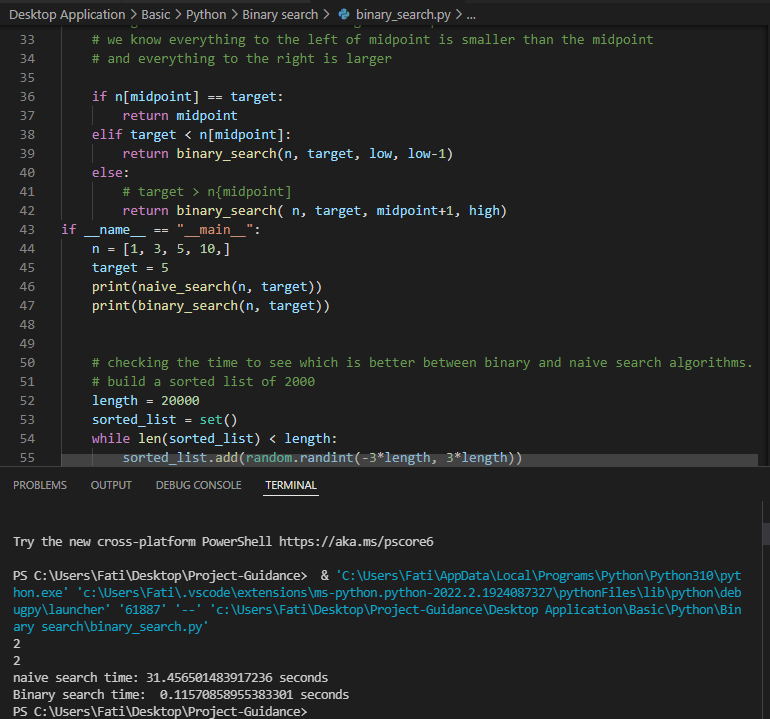 Desktop Application > Basic > Python > Binary search > binary_search.py > ...
33 # we know everything to the left of midpoint is smaller than the midpoint
34 # and everything to the right is larger
35
36 if n[midpoint] == target:
37 return midpoint
38 elif target < n[midpoint]:
39 return binary_search(n, target, low, low-1)
40 else:
41 # target > n{midpoint]
42 return binary_search( n, target, midpoint+1, high)
43 if __name__ == "__main__":
44 n = [1, 3, 5, 10,]
45 target = 5
46 print(naive_search(n, target))
47 print(binary_search(n, target))
48
49
50 # checking the time to see which is better between binary and naive search algorithms.
51 # build a sorted list of 2000
52 length = 20000
53 sorted_list = set()
54 while len(sorted_list) < length:
55 sorted_list.add(random.randint(-3*length, 3*length))
PROBLEMS OUTPUT DEBUG CONSOLE TERMINAL
Try the new cross-platform PowerShell https://aka.ms/pscore6
PS C:\Users\Fati\Desktop\Project-Guidance> & 'C:\Users\Fati\AppData\Local\Programs\Python\Python310\pyt
hon.exe' 'c:\Users\Fati\.vscode\extensions\ms-python.python-2022.2.1924087327\pythonFiles\lib\python\deb
ugpy\launcher' '61887' '--' 'c:\Users\Fati\Desktop\Project-Guidance\Desktop Application\Basic\Python\Bin
ary search\binary_search.py'
2
2
naive search time: 31.456501483917236 seconds
Binary search time:  0.11570858955383301 seconds
PS C:\Users\Fati\Desktop\Project-Guidance>